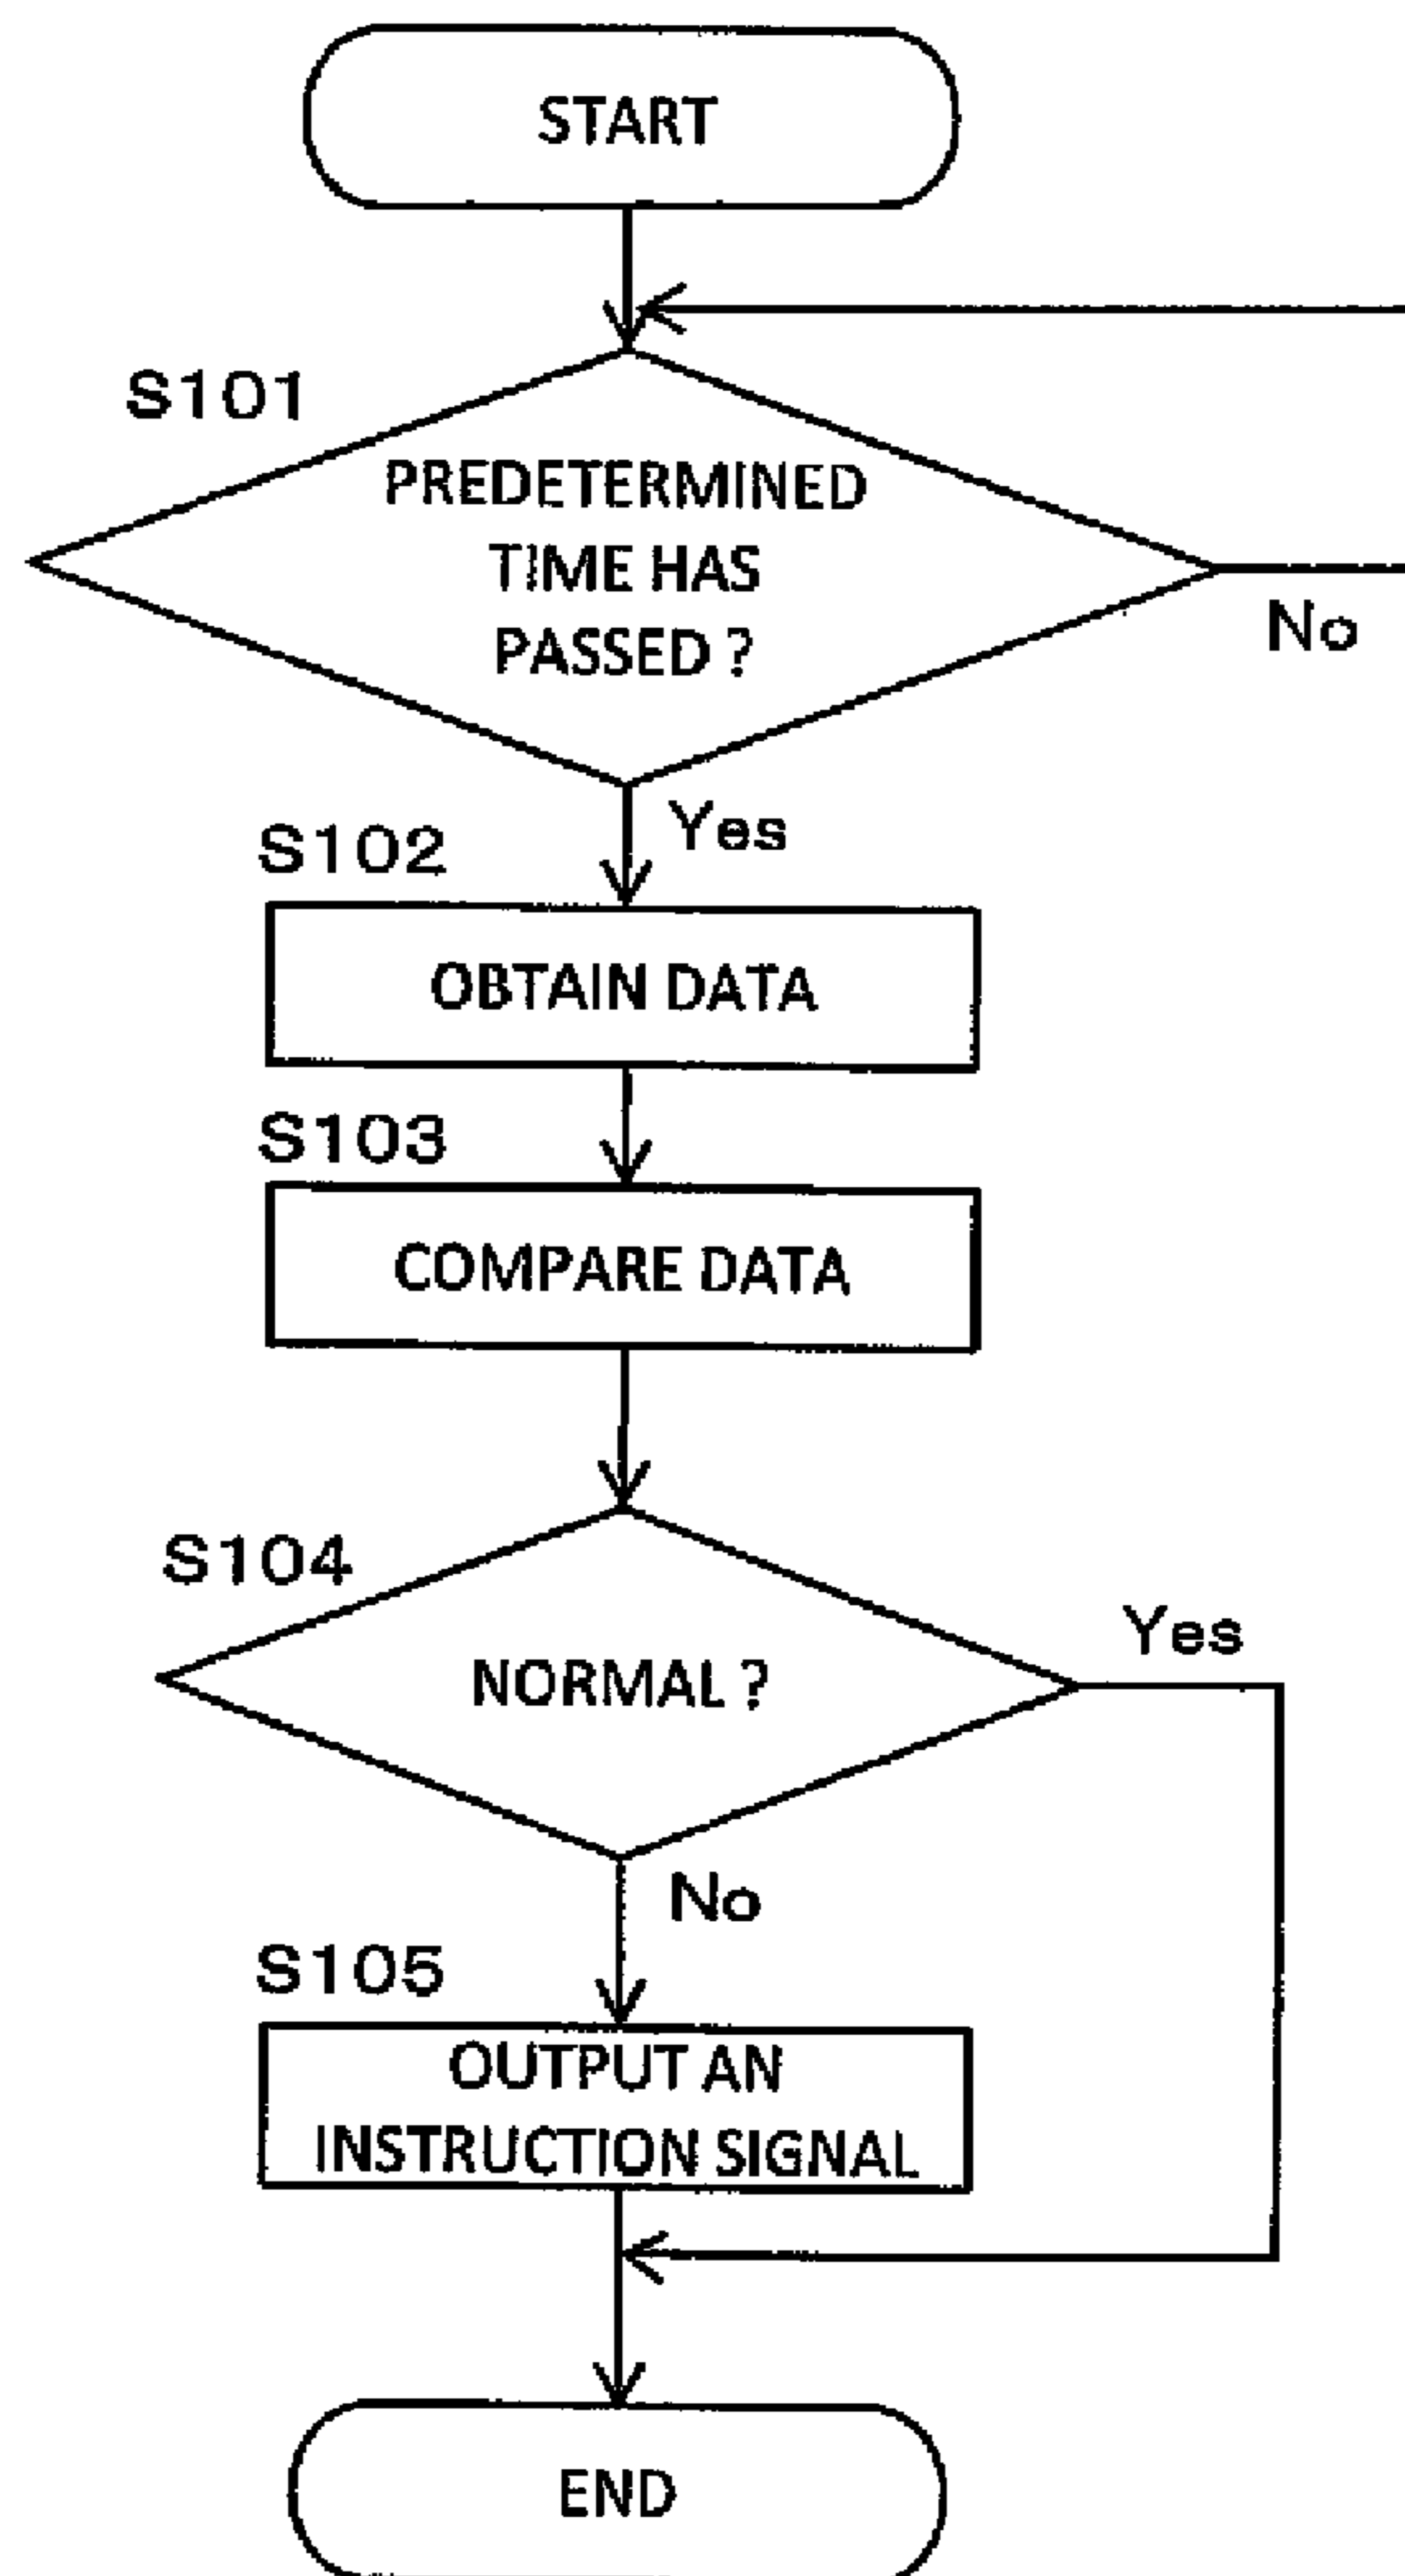 START
S101
PREDETERMINED
TIME HAS
PASSED ?
No
Yes
S102
OBTAIN DATA
S103
COMPARE DATA
S104
NORMAL ?
Yes
No
S105
OUTPUT AN
INSTRUCTION SIGNAL
END